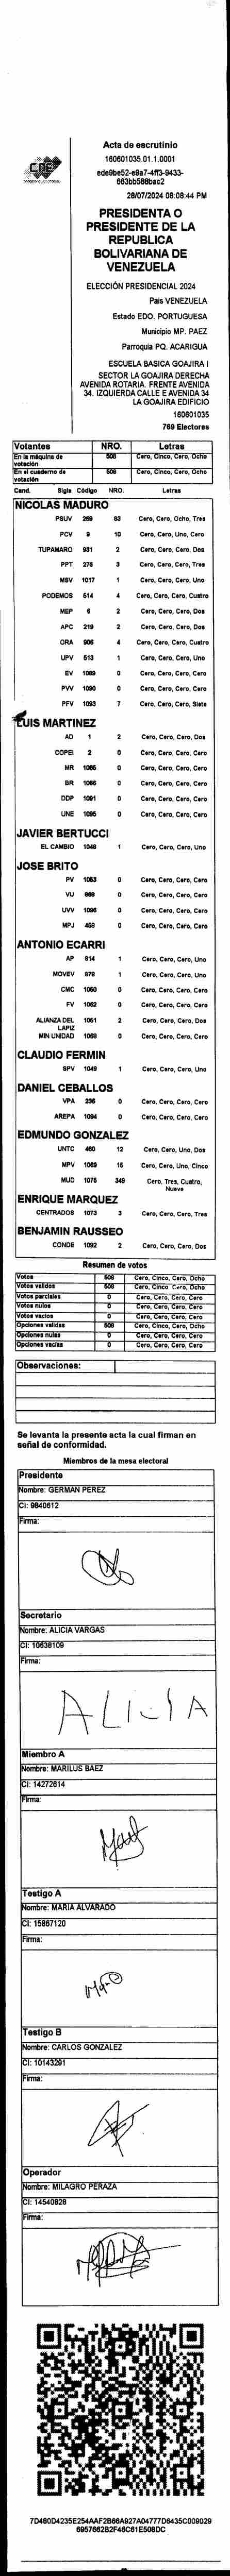 CNE
Acta de escrutinio
160601035.01.1.0001
ede9be52-e9a7-4ff3-9433-
663bb588bac2
28/07/2024 08:08:44 PM
PRESIDENTA O
PRESIDENTE DE LA
REPUBLICA
BOLIVARIANA DE
VENEZUELA
ELECCIÓN PRESIDENCIAL 2024
Pais VENEZUELA
Estado EDO. PORTUGUESA
Municipio MP. PAEZ
Parroquia PQ. ACARIGUA
ESCUELA BASICA GOAJIRA I
SECTOR LA GOAJIRA DERECHA
AVENIDA ROTARIA. FRENTE AVENIDA
34. IZQUIERDA CALLE E AVENIDA 34
LA GOAJIRA EDIFICIO
160601035
769 Electores
Votantes NRO. Letras
En la máquina de votación 508 Cero, Cinco, Cero, Ocho
En el cuaderno de votación 508 Cero, Cinco, Cero, Ocho
Cand. Sigla Código NRO. Letras
NICOLAS MADURO
PSUV 269 83 Cero, Cero, Ocho, Tres
PCV 9 10 Cero, Cero, Uno, Cero
TUPAMARO 931 2 Cero, Cero, Cero, Dos
PPT 276 3 Cero, Cero, Cero, Tres
MSV 1017 1 Cero, Cero, Cero, Uno
PODEMOS 514 4 Cero, Cero, Cero, Cuatro
MEP 6 2 Cero, Cero, Cero, Dos
APC 219 2 Cero, Cero, Cero, Dos
ORA 906 4 Cero, Cero, Cero, Cuatro
UPV 513 1 Cero, Cero, Cero, Uno
EV 1089 0 Cero, Cero, Cero, Cero
PVV 1090 0 Cero, Cero, Cero, Cero
PFV 1093 7 Cero, Cero, Cero, Siete
LUIS MARTINEZ
AD 1 2 Cero, Cero, Cero, Dos
COPEI 2 0 Cero, Cero, Cero, Cero
MR 1065 0 Cero, Cero, Cero, Cero
BR 1066 0 Cero, Cero, Cero, Cero
DDP 1091 0 Cero, Cero, Cero, Cero
UNE 1095 0 Cero, Cero, Cero, Cero
JAVIER BERTUCCI
EL CAMBIO 1048 1 Cero, Cero, Cero, Uno
JOSE BRITO
PV 1053 0 Cero, Cero, Cero, Cero
VU 868 0 Cero, Cero, Cero, Cero
UVV 1096 0 Cero, Cero, Cero, Cero
MPJ 458 0 Cero, Cero, Cero, Cero
ANTONIO ECARRI
AP 814 1 Cero, Cero, Cero, Uno
MOVEV 878 1 Cero, Cero, Cero, Uno
CMC 1050 0 Cero, Cero, Cero, Cero
FV 1062 0 Cero, Cero, Cero, Cero
ALIANZA DEL LAPIZ 1061 2 Cero, Cero, Cero, Dos
MIN UNIDAD 1068 0 Cero, Cero, Cero, Cero
CLAUDIO FERMIN
SPV 1049 1 Cero, Cero, Cero, Uno
DANIEL CEBALLOS
VPA 236 0 Cero, Cero, Cero, Cero
AREPA 1094 0 Cero, Cero, Cero, Cero
EDMUNDO GONZALEZ
UNTC 460 12 Cero, Cero, Uno, Dos
MPV 1069 15 Cero, Cero, Uno, Cinco
MUD 1075 349 Cero, Tres, Cuatro, Nueve
ENRIQUE MARQUEZ
CENTRADOS 1073 3 Cero, Cero, Cero, Tres
BENJAMIN RAUSSEO
CONDE 1092 2 Cero, Cero, Cero, Dos
Resumen de votos
Votos 508 Cero, Cinco, Cero, Ocho
Votos validos 508 Cero, Cinco, Cero, Ocho
Votos parciales 0 Cero, Cero, Cero, Cero
Votos nulos 0 Cero, Cero, Cero, Cero
Votos vacios 0 Cero, Cero, Cero, Cero
Opciones validas 508 Cero, Cinco, Cero, Ocho
Opciones nulas 0 Cero, Cero, Cero, Cero
Opciones vacias 0 Cero, Cero, Cero, Cero
Observaciones:
Se levanta la presente acta la cual firman en
señal de conformidad.
Miembros de la mesa electoral
Presidente
Nombre: GERMAN PEREZ
CI: 9840612
Firma:
Secretario
Nombre: ALICIA VARGAS
CI: 10638109
Firma:
ALICIA
Miembro A
Nombre: MARILUS BAEZ
CI: 14272614
Firma:
Testigo A
Nombre: MARIA ALVARADO
CI: 15867120
Firma:
Testigo B
Nombre: CARLOS GONZALEZ
CI: 10143291
Firma:
Operador
Nombre: MILAGRO PERAZA
CI: 14540828
Firma:
7D480D4235E254AAF2B66A927A04777D6435C009029
6957662B2F46C61E508DC